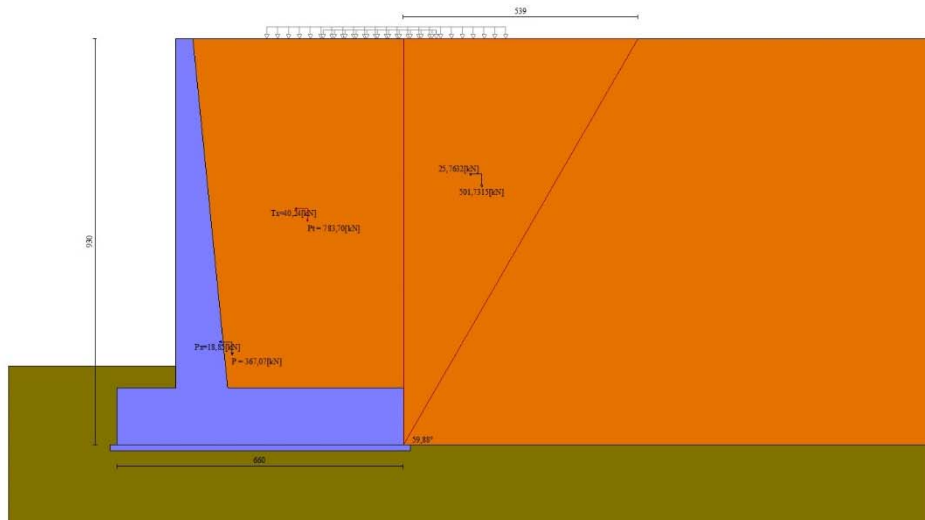 539
930
25,7632[kN]
501,7315[kN]
Tx=40,24[kN]
Pt = 783,70[kN]
Px=18,85[kN]
P = 367,07[kN]
59,88°
660